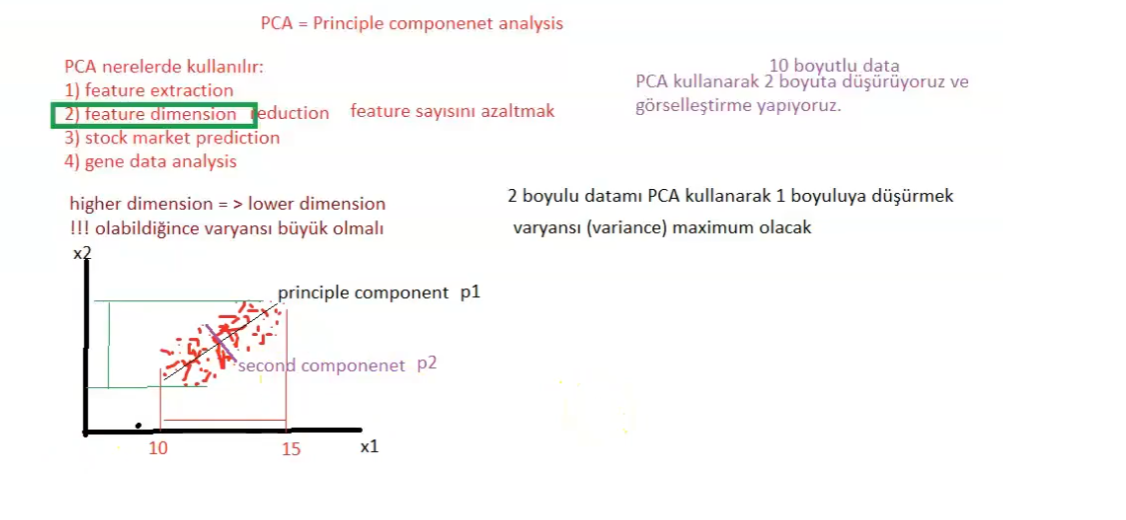 PCA = Principle componenet analysis
PCA nerelerde kullanılır:
1) feature extraction
2) feature dimension reduction feature sayısını azaltmak
3) stock market prediction
4) gene data analysis
10 boyutlu data
PCA kullanarak 2 boyuta düşürüyoruz ve
görselleştirme yapıyoruz.
higher dimension = > lower dimension
!!! olabildiğince varyansı büyük olmalı
2 boyulu datamı PCA kullanarak 1 boyuluya düşürmek
varyansı (variance) maximum olacak
x2
principle component p1
second componenet p2
10
15
x1